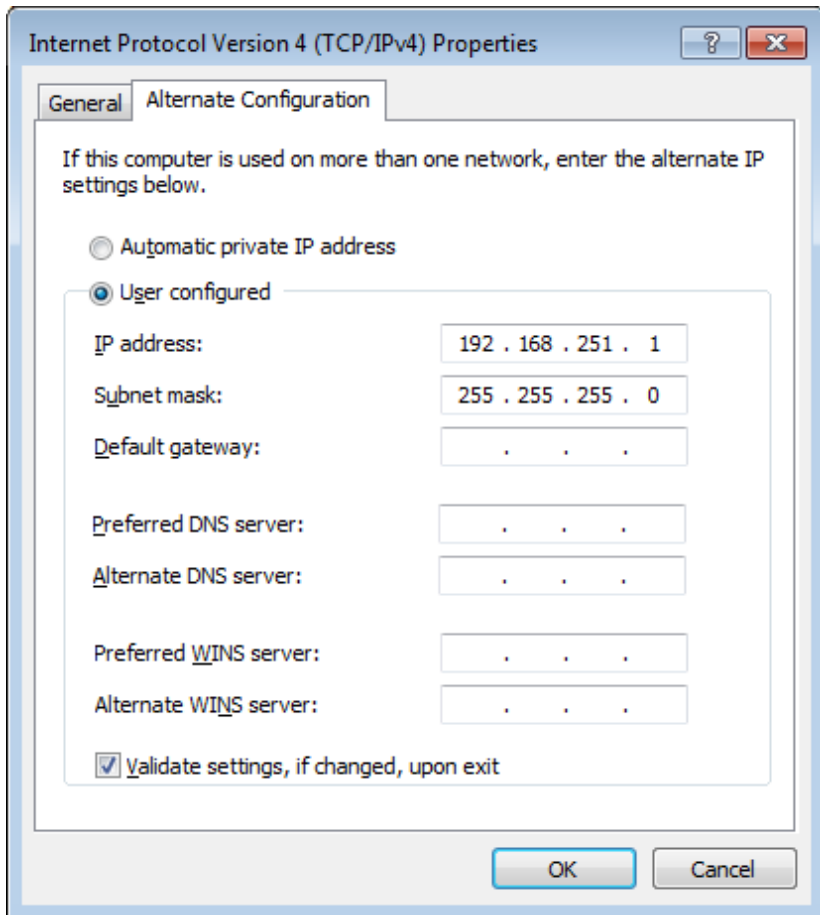 Internet Protocol Version 4 (TCP/IPv4) Properties
General
Alternate Configuration
If this computer is used on more than one network, enter the alternate IP
settings below.
Automatic private IP address
User configured
IP address: 192 . 168 . 251 . 1
Subnet mask: 255 . 255 . 255 . 0
Default gateway: . . .
Preferred DNS server: . . .
Alternate DNS server: . . .
Preferred WINS server: . . .
Alternate WINS server: . . .
Validate settings, if changed, upon exit
OK
Cancel